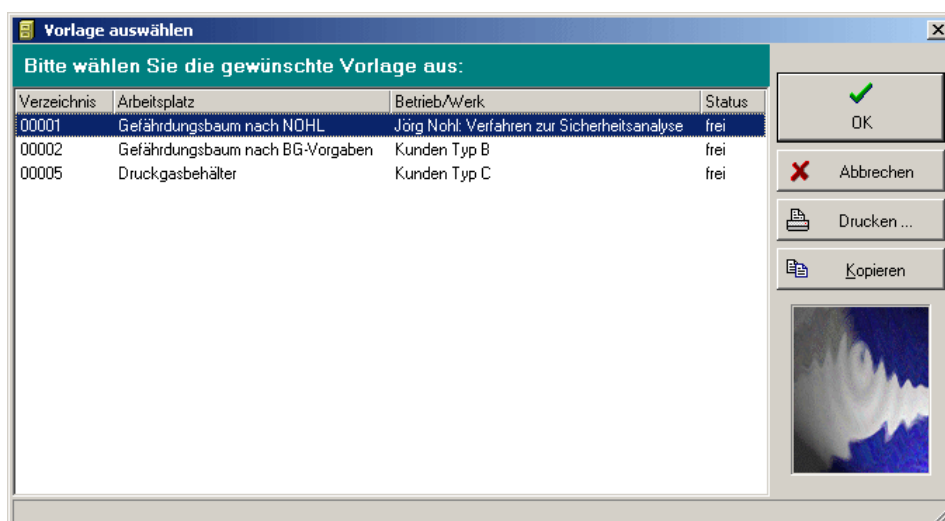 Vorlage auswählen
Bitte wählen Sie die gewünschte Vorlage aus:
Verzeichnis Arbeitsplatz Betrieb/Werk Status
00001 Gefährdungsbaum nach NOHL Jörg Nohl: Verfahren zur Sicherheitsanalyse frei
00002 Gefährdungsbaum nach BG-Vorgaben Kunden Typ B frei
00005 Druckgasbehälter Kunden Typ C frei
OK
Abbrechen
Drucken ...
Kopieren